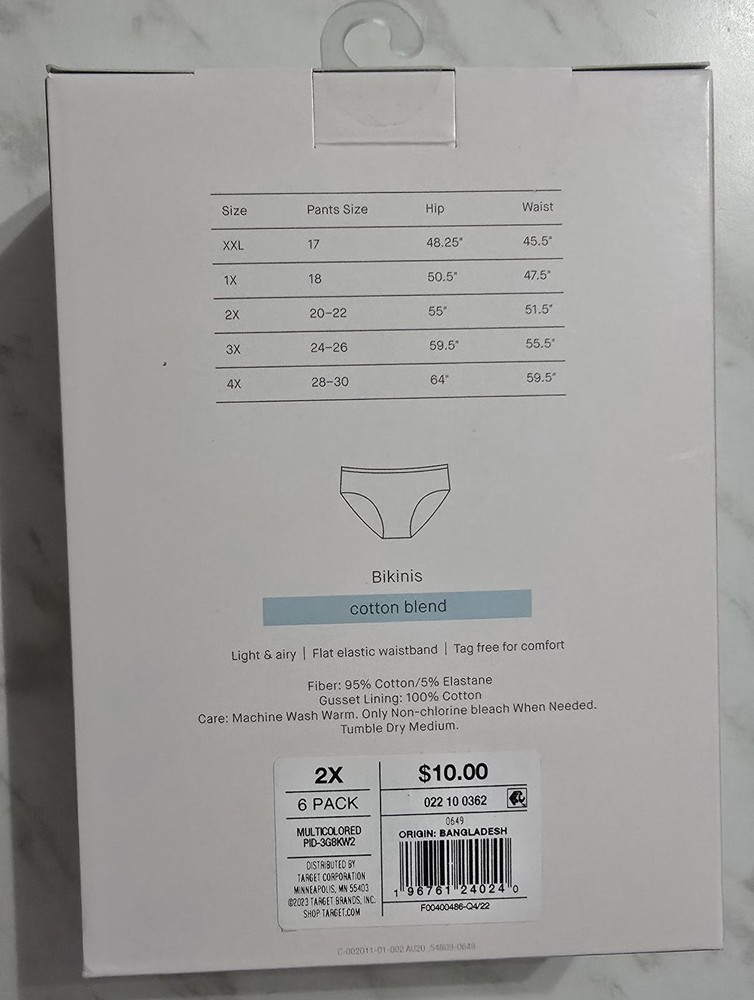 Size Pants Size Hip Waist
XXL 17 48.25" 45.5"
1X 18 50.5" 47.5"
2X 20–22 55" 51.5"
3X 24–26 59.5" 55.5"
4X 28–30 64" 59.5"
Bikinis
cotton blend
Light & airy | Flat elastic waistband | Tag free for comfort
Fiber: 95% Cotton/5% Elastane
Gusset Lining: 100% Cotton
Care: Machine Wash Warm. Only Non-chlorine bleach When Needed.
Tumble Dry Medium.
2X
6 PACK
MULTICOLORED
PID-3G8KW2
DISTRIBUTED BY
TARGET CORPORATION
MINNEAPOLIS, MN 55403
©2023 TARGET BRANDS, INC.
SHOP TARGET.COM
$10.00
022 10 0362
0649
ORIGIN: BANGLADESH
1 96761 24024 0
F00400486-Q4/22
C-002011-01-002 AU20_54809-0649